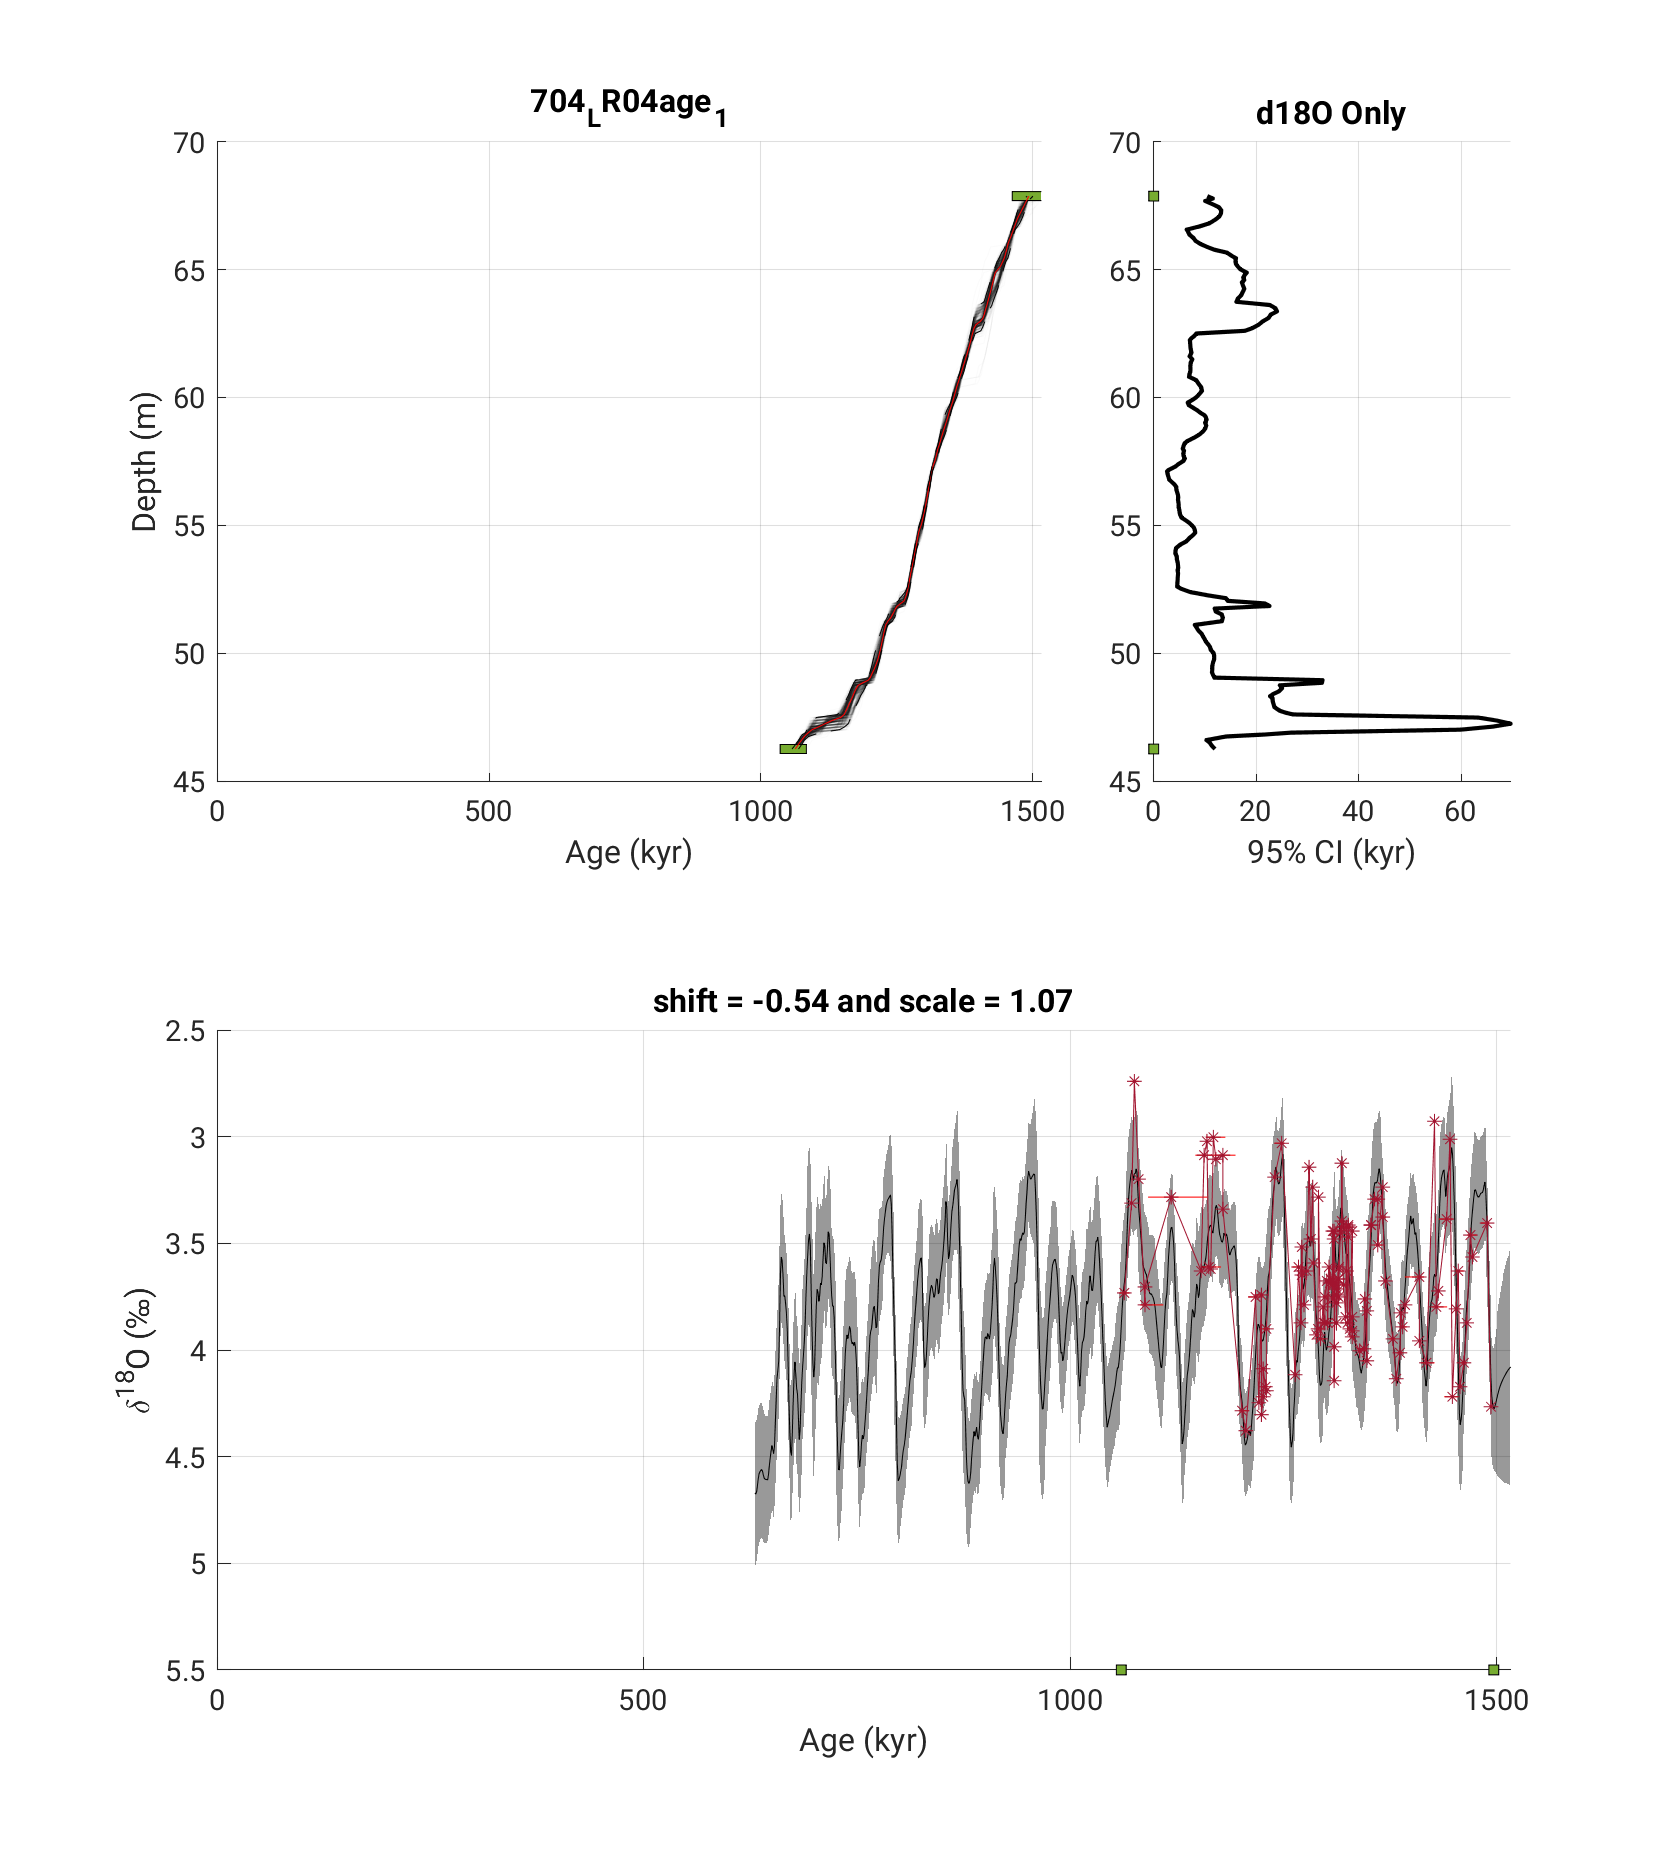 704LR04age1
70
65
60
55
50
45
Depth (m)
0 500 1000 1500
Age (kyr)
d18O Only
70
65
60
55
50
45
0 20 40 60
95% CI (kyr)
shift = -0.54 and scale = 1.07
2.5
3
3.5
4
4.5
5
5.5
δ18O (‰)
0 500 1000 1500
Age (kyr)